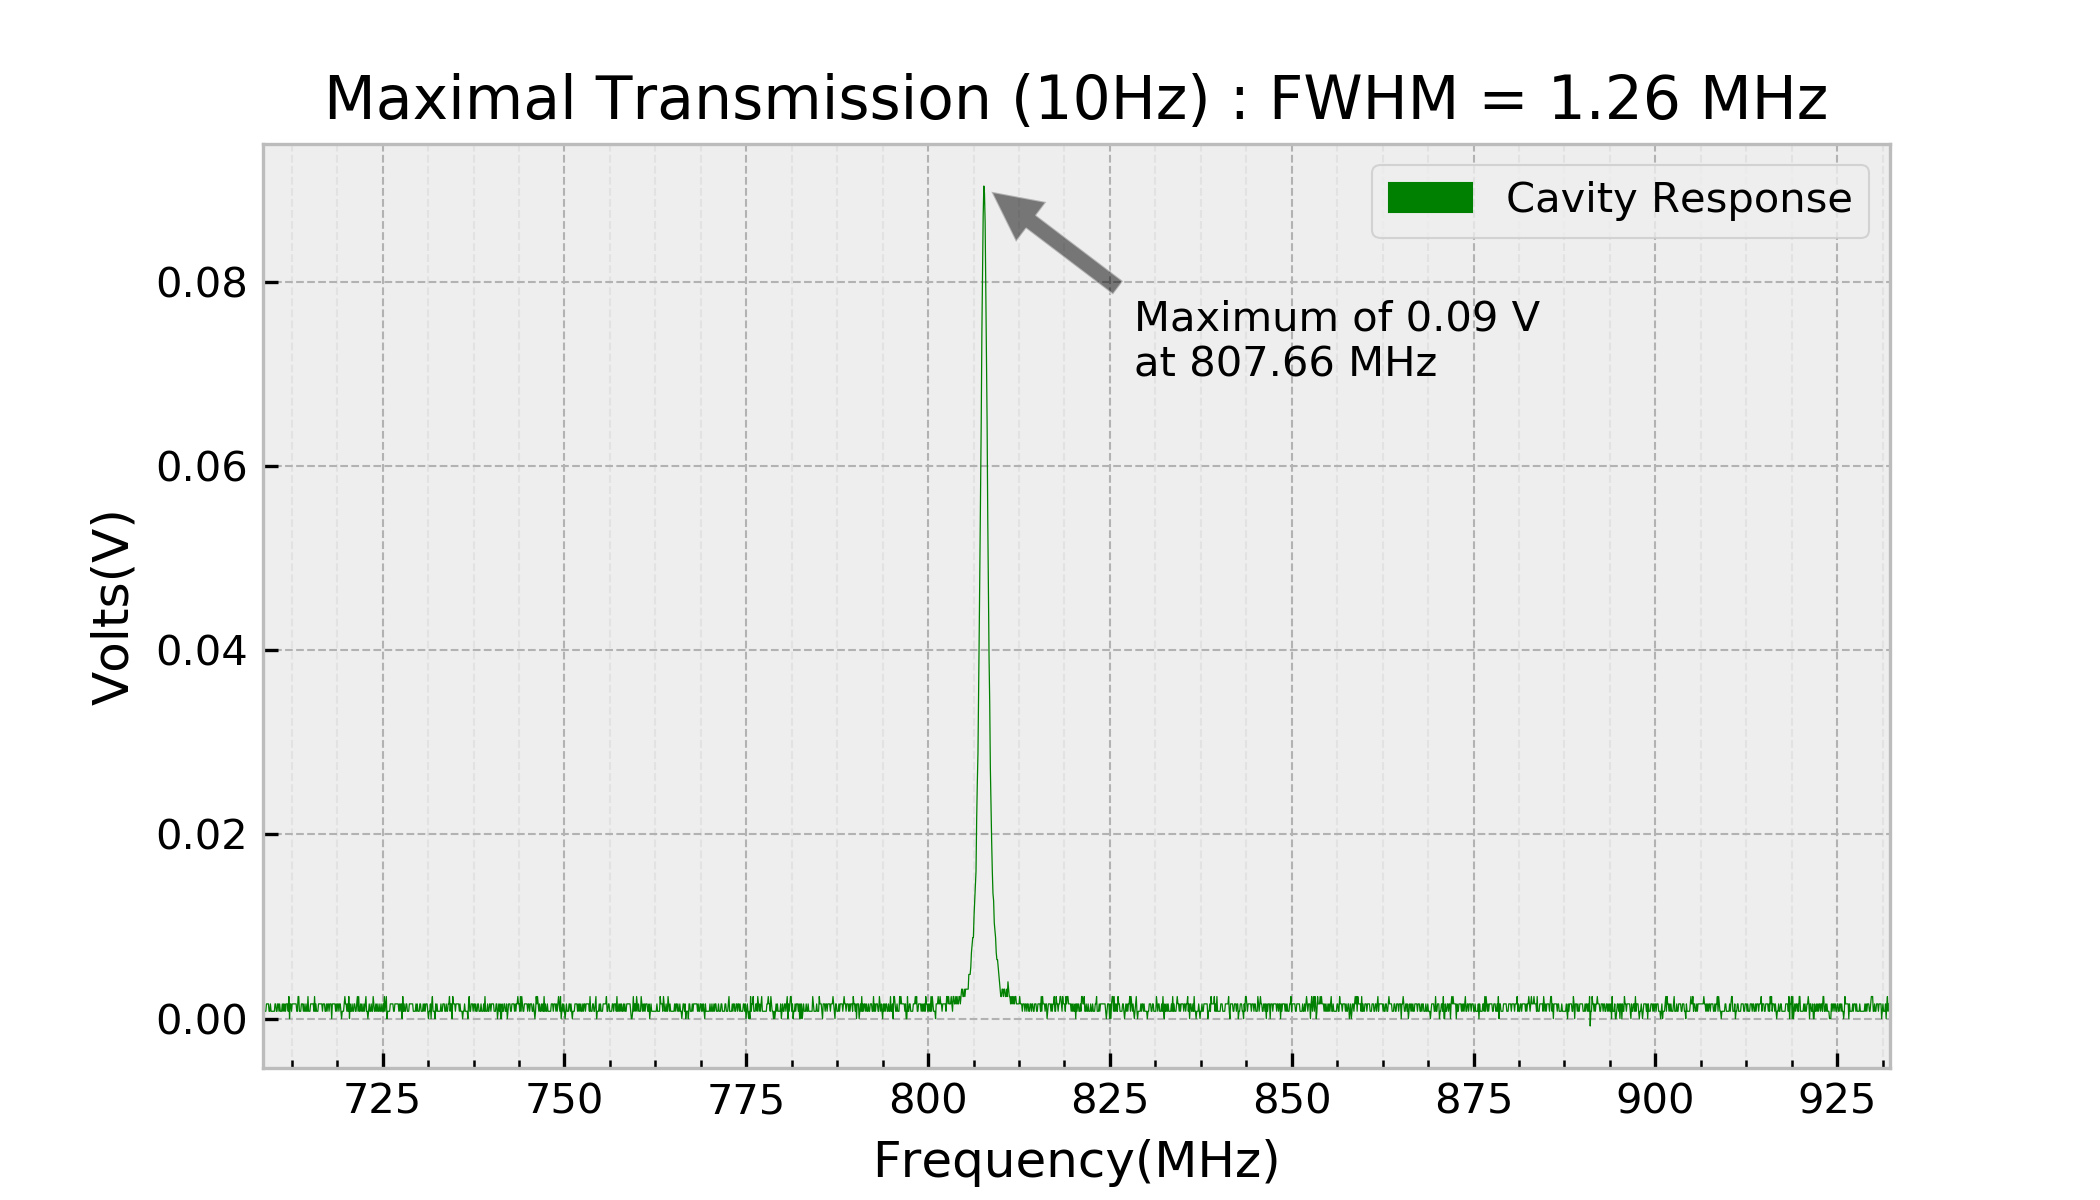 Maximal Transmission (10Hz) : FWHM = 1.26 MHz
Cavity Response
Maximum of 0.09 V
at 807.66 MHz
Volts(V)
0.08
0.06
0.04
0.02
0.00
725 750 775 800 825 850 875 900 925
Frequency(MHz)